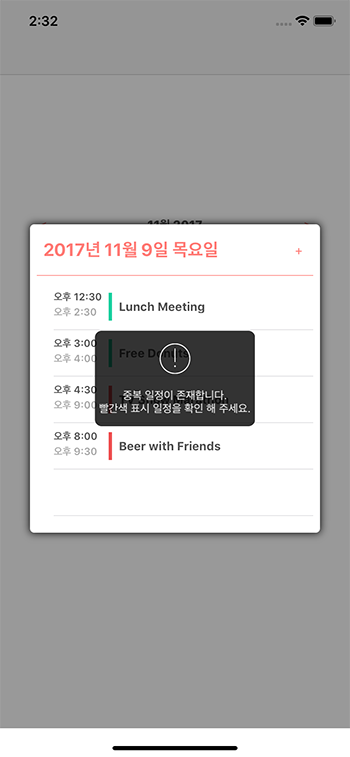 2:32
11월 2017
2017년 11월 9일 목요일
+
오후 12:30
오후 2:30
Lunch Meeting
오후 3:00
오후 4:00
Free Donuts
중복 일정이 존재합니다.
빨간색 표시 일정을 확인 해 주세요.
오후 4:30
오후 9:00
오후 8:00
오후 9:30
Beer with Friends